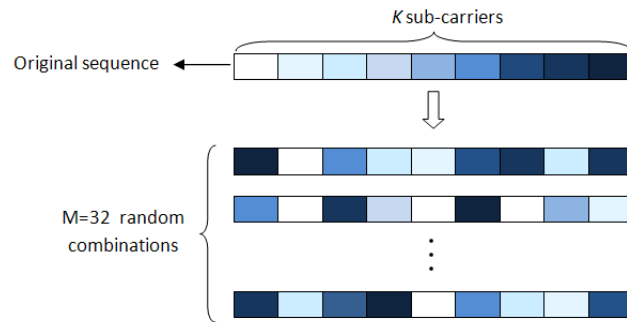 K sub-carriers
Original sequence
M=32 random
combinations